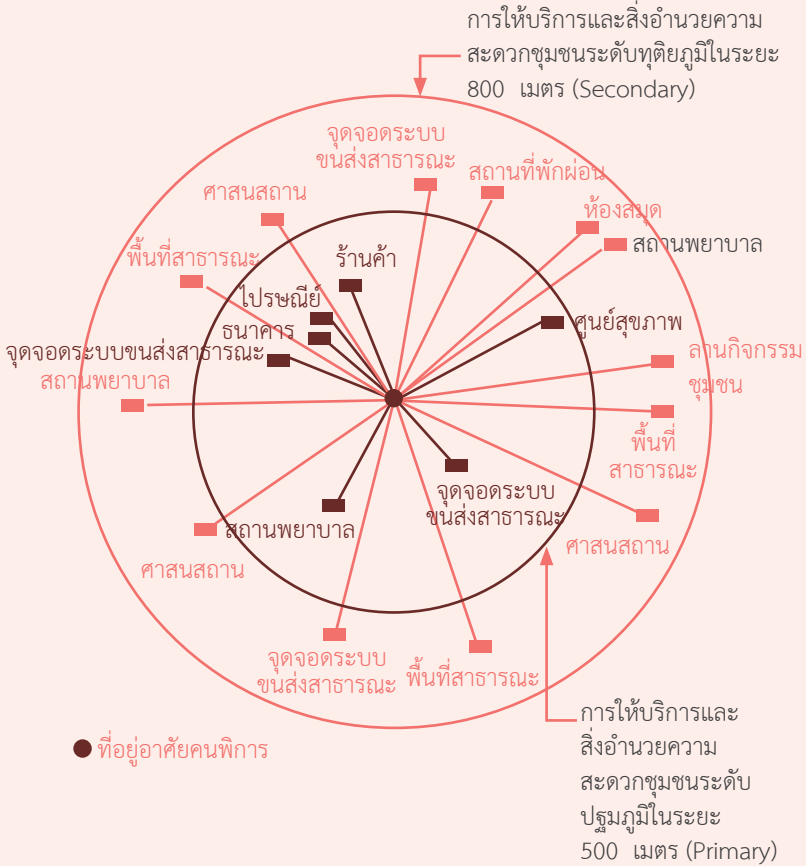 การให้บริการและสิ่งอำนวยความ
สะดวกชุมชนระดับทุติยภูมิในระยะ
800 เมตร (Secondary)
จุดจอดระบบ
ขนส่งสาธารณะ
สถานที่พักผ่อน
ศาสนสถาน
ห้องสมุด
สถานพยาบาล
พื้นที่สาธารณะ
ร้านค้า
ไปรษณีย์
ธนาคาร
ศูนย์สุขภาพ
จุดจอดระบบขนส่งสาธารณะ
สถานพยาบาล
ลานกิจกรรม
ชุมชน
พื้นที่
สาธารณะ
จุดจอดระบบ
ขนส่งสาธารณะ
สถานพยาบาล
ศาสนสถาน
ศาสนสถาน
จุดจอดระบบ
ขนส่งสาธารณะ
พื้นที่สาธารณะ
การให้บริการและ
สิ่งอำนวยความ
สะดวกชุมชนระดับ
ปฐมภูมิในระยะ
500 เมตร (Primary)
ที่อยู่อาศัยคนพิการ